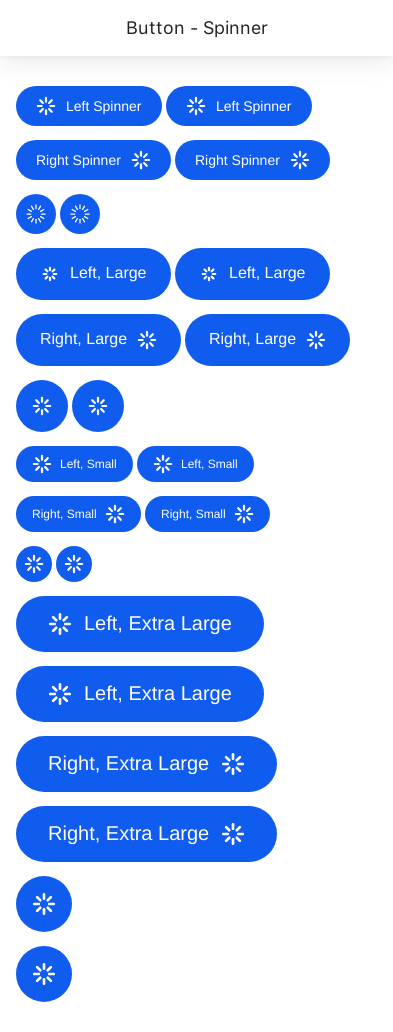 Button - Spinner
Left Spinner Left Spinner
Right Spinner Right Spinner
Left, Large Left, Large
Right, Large Right, Large
Left, Small Left, Small
Right, Small Right, Small
Left, Extra Large
Left, Extra Large
Right, Extra Large
Right, Extra Large